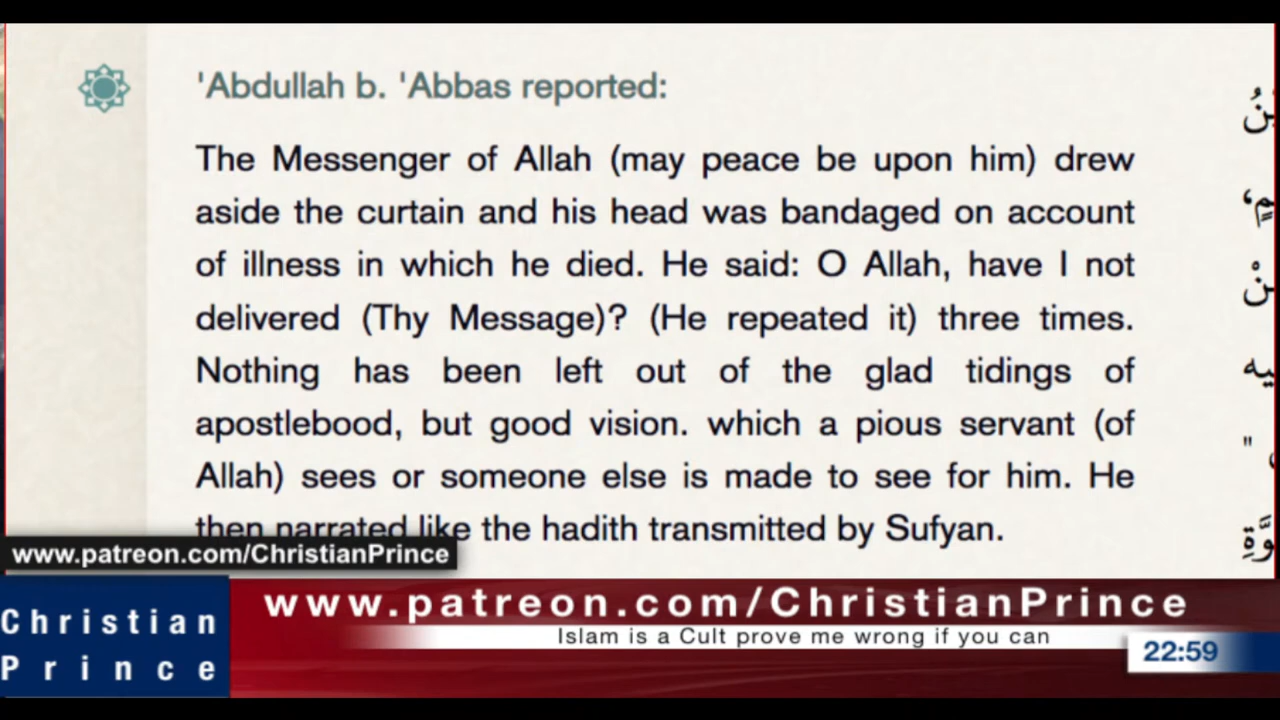 'Abdullah b. 'Abbas reported:
The Messenger of Allah (may peace be upon him) drew
aside the curtain and his head was bandaged on account
of illness in which he died. He said: O Allah, have I not
delivered (Thy Message)? (He repeated it) three times.
Nothing has been left out of the glad tidings of
apostlebood, but good vision. which a pious servant (of
Allah) sees or someone else is made to see for him. He
then narrated like the hadith transmitted by Sufyan.
www.patreon.com/ChristianPrince
Christian
Prince
www.patreon.com/ChristianPrince
Islam is a Cult prove me wrong if you can
22:59